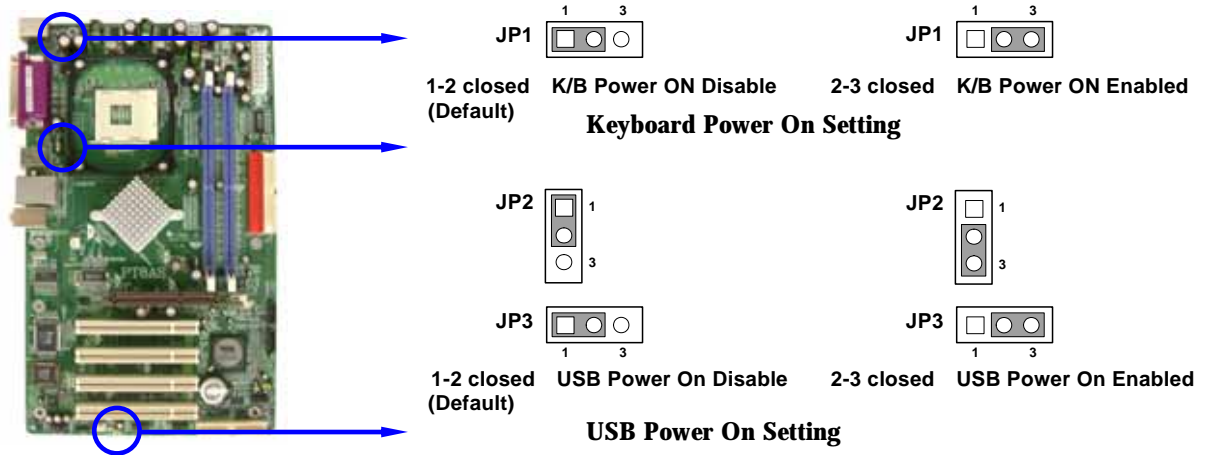 1 3
1 3
JP1
JP1
1-2 closed K/B Power ON Disable
2-3 closed K/B Power ON Enabled
(Default)
Keyboard Power On Setting
JP2
1
3
JP2
1
3
JP3
JP3
1 3
1 3
1-2 closed USB Power On Disable
2-3 closed USB Power On Enabled
(Default)
USB Power On Setting